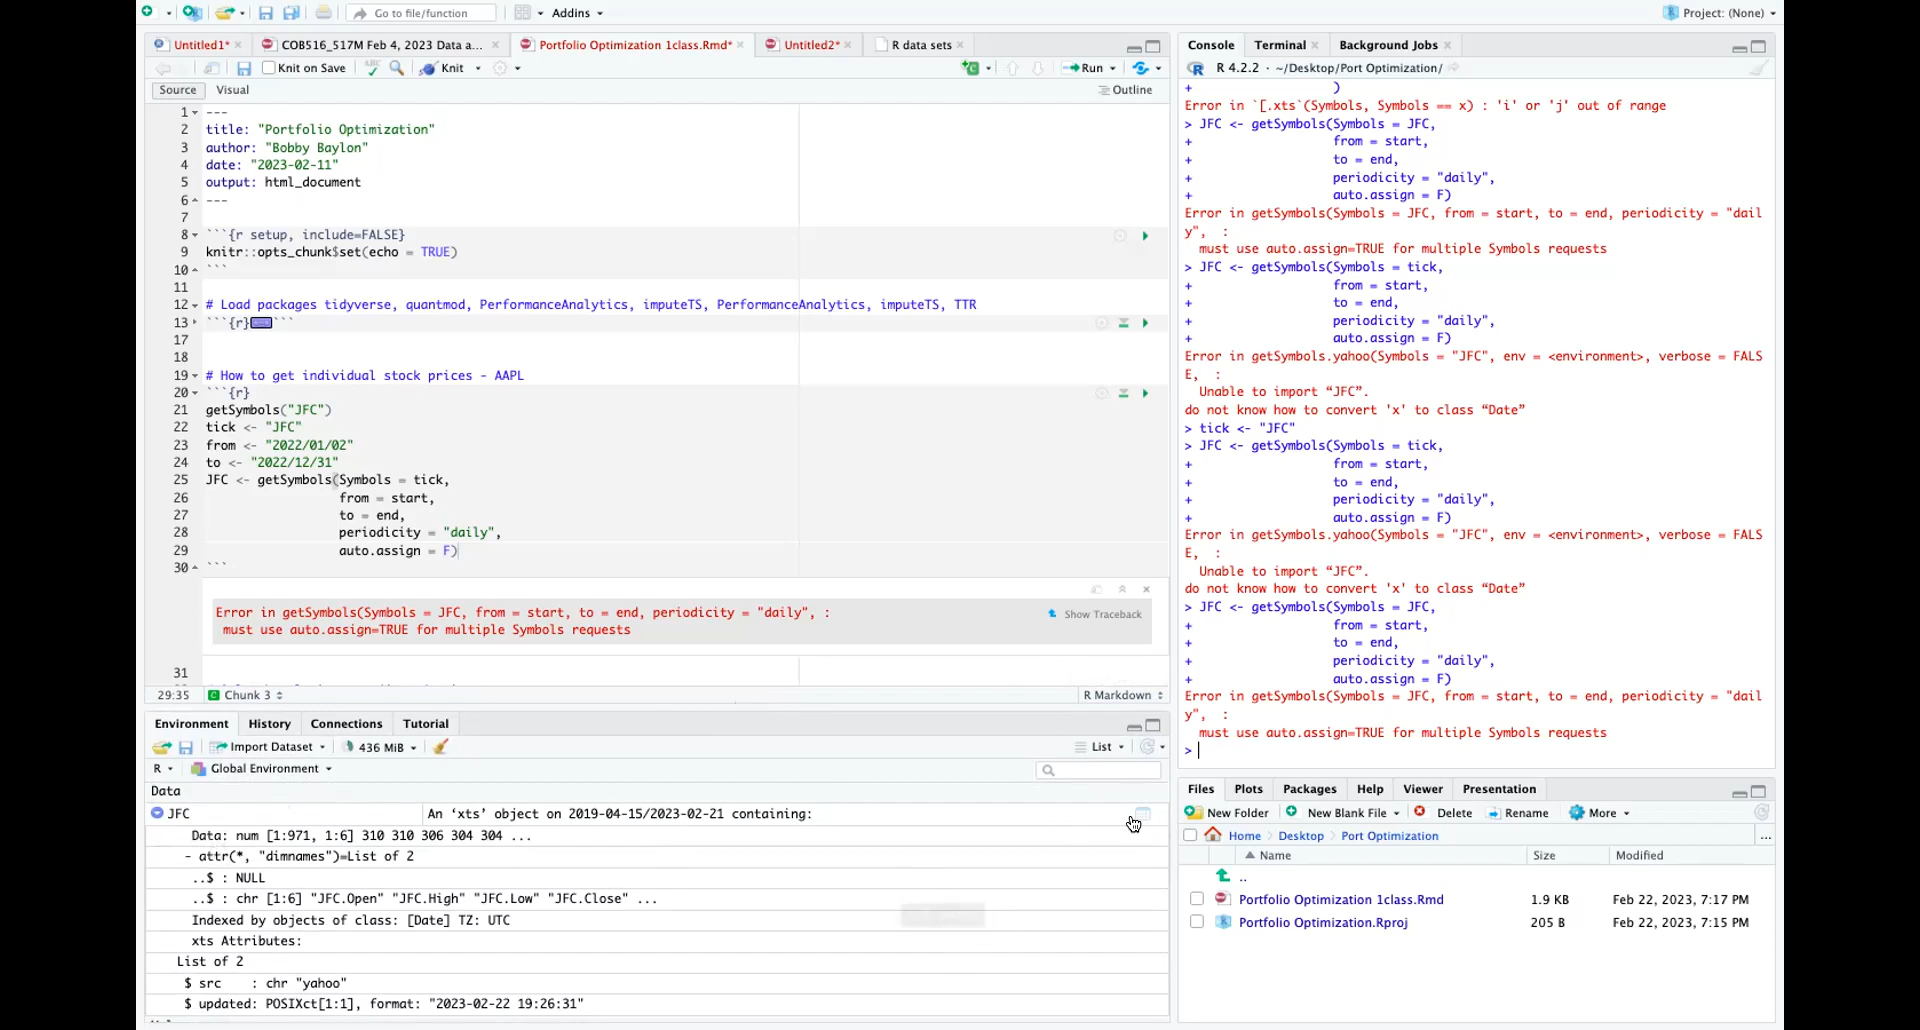 Go to file/function
Addins
Project: (None)
Untitled1*
COB516_517M Feb 4, 2023 Data a...
Portfolio Optimization 1class.Rmd*
Untitled2*
R data sets
Knit on Save
ABC
Knit
Run
Source
Visual
Outline
1 ---
2 title: "Portfolio Optimization"
3 author: "Bobby Baylon"
4 date: "2023-02-11"
5 output: html_document
6 ---
7
8 ```{r setup, include=FALSE}
9 knitr::opts_chunk$set(echo = TRUE)
10 ```
11
12 # Load packages tidyverse, quantmod, PerformanceAnalytics, imputeTS, PerformanceAnalytics, imputeTS, TTR
13 ```{r} ```
17
18
19 # How to get individual stock prices - AAPL
20 ```{r}
21 getSymbols("JFC")
22 tick <- "JFC"
23 from <- "2022/01/02"
24 to <- "2022/12/31"
25 JFC <- getSymbols(Symbols = tick,
26 from = start,
27 to = end,
28 periodicity = "daily",
29 auto.assign = F)
30 ```
Error in getSymbols(Symbols = JFC, from = start, to = end, periodicity = "daily", :
must use auto.assign=TRUE for multiple Symbols requests
Show Traceback
31
29:35
C Chunk 3
R Markdown
Environment
History
Connections
Tutorial
Import Dataset
436 MiB
List
R
Global Environment
Data
JFC An ‘xts’ object on 2019-04-15/2023-02-21 containing:
Data: num [1:971, 1:6] 310 310 306 304 304 ...
- attr(*, "dimnames")=List of 2
..$ : NULL
..$ : chr [1:6] "JFC.Open" "JFC.High" "JFC.Low" "JFC.Close" ...
Indexed by objects of class: [Date] TZ: UTC
xts Attributes:
List of 2
$ src : chr "yahoo"
$ updated: POSIXct[1:1], format: "2023-02-22 19:26:31"
Console
Terminal
Background Jobs
R 4.2.2 · ~/Desktop/Port Optimization/
+ )
Error in `[.xts`(Symbols, Symbols == x) : 'i' or 'j' out of range
> JFC <- getSymbols(Symbols = JFC,
+ from = start,
+ to = end,
+ periodicity = "daily",
+ auto.assign = F)
Error in getSymbols(Symbols = JFC, from = start, to = end, periodicity = "dail
y", :
must use auto.assign=TRUE for multiple Symbols requests
> JFC <- getSymbols(Symbols = tick,
+ from = start,
+ to = end,
+ periodicity = "daily",
+ auto.assign = F)
Error in getSymbols.yahoo(Symbols = "JFC", env = <environment>, verbose = FALS
E, :
Unable to import “JFC”.
do not know how to convert 'x' to class “Date”
> tick <- "JFC"
> JFC <- getSymbols(Symbols = tick,
+ from = start,
+ to = end,
+ periodicity = "daily",
+ auto.assign = F)
Error in getSymbols.yahoo(Symbols = "JFC", env = <environment>, verbose = FALS
E, :
Unable to import “JFC”.
do not know how to convert 'x' to class “Date”
> JFC <- getSymbols(Symbols = JFC,
+ from = start,
+ to = end,
+ periodicity = "daily",
+ auto.assign = F)
Error in getSymbols(Symbols = JFC, from = start, to = end, periodicity = "dail
y", :
must use auto.assign=TRUE for multiple Symbols requests
>
Files
Plots
Packages
Help
Viewer
Presentation
New Folder
New Blank File
Delete
Rename
More
Home
Desktop
Port Optimization
...
Name
Size
Modified
..
Portfolio Optimization 1class.Rmd 1.9 KB Feb 22, 2023, 7:17 PM
Portfolio Optimization.Rproj 205 B Feb 22, 2023, 7:15 PM